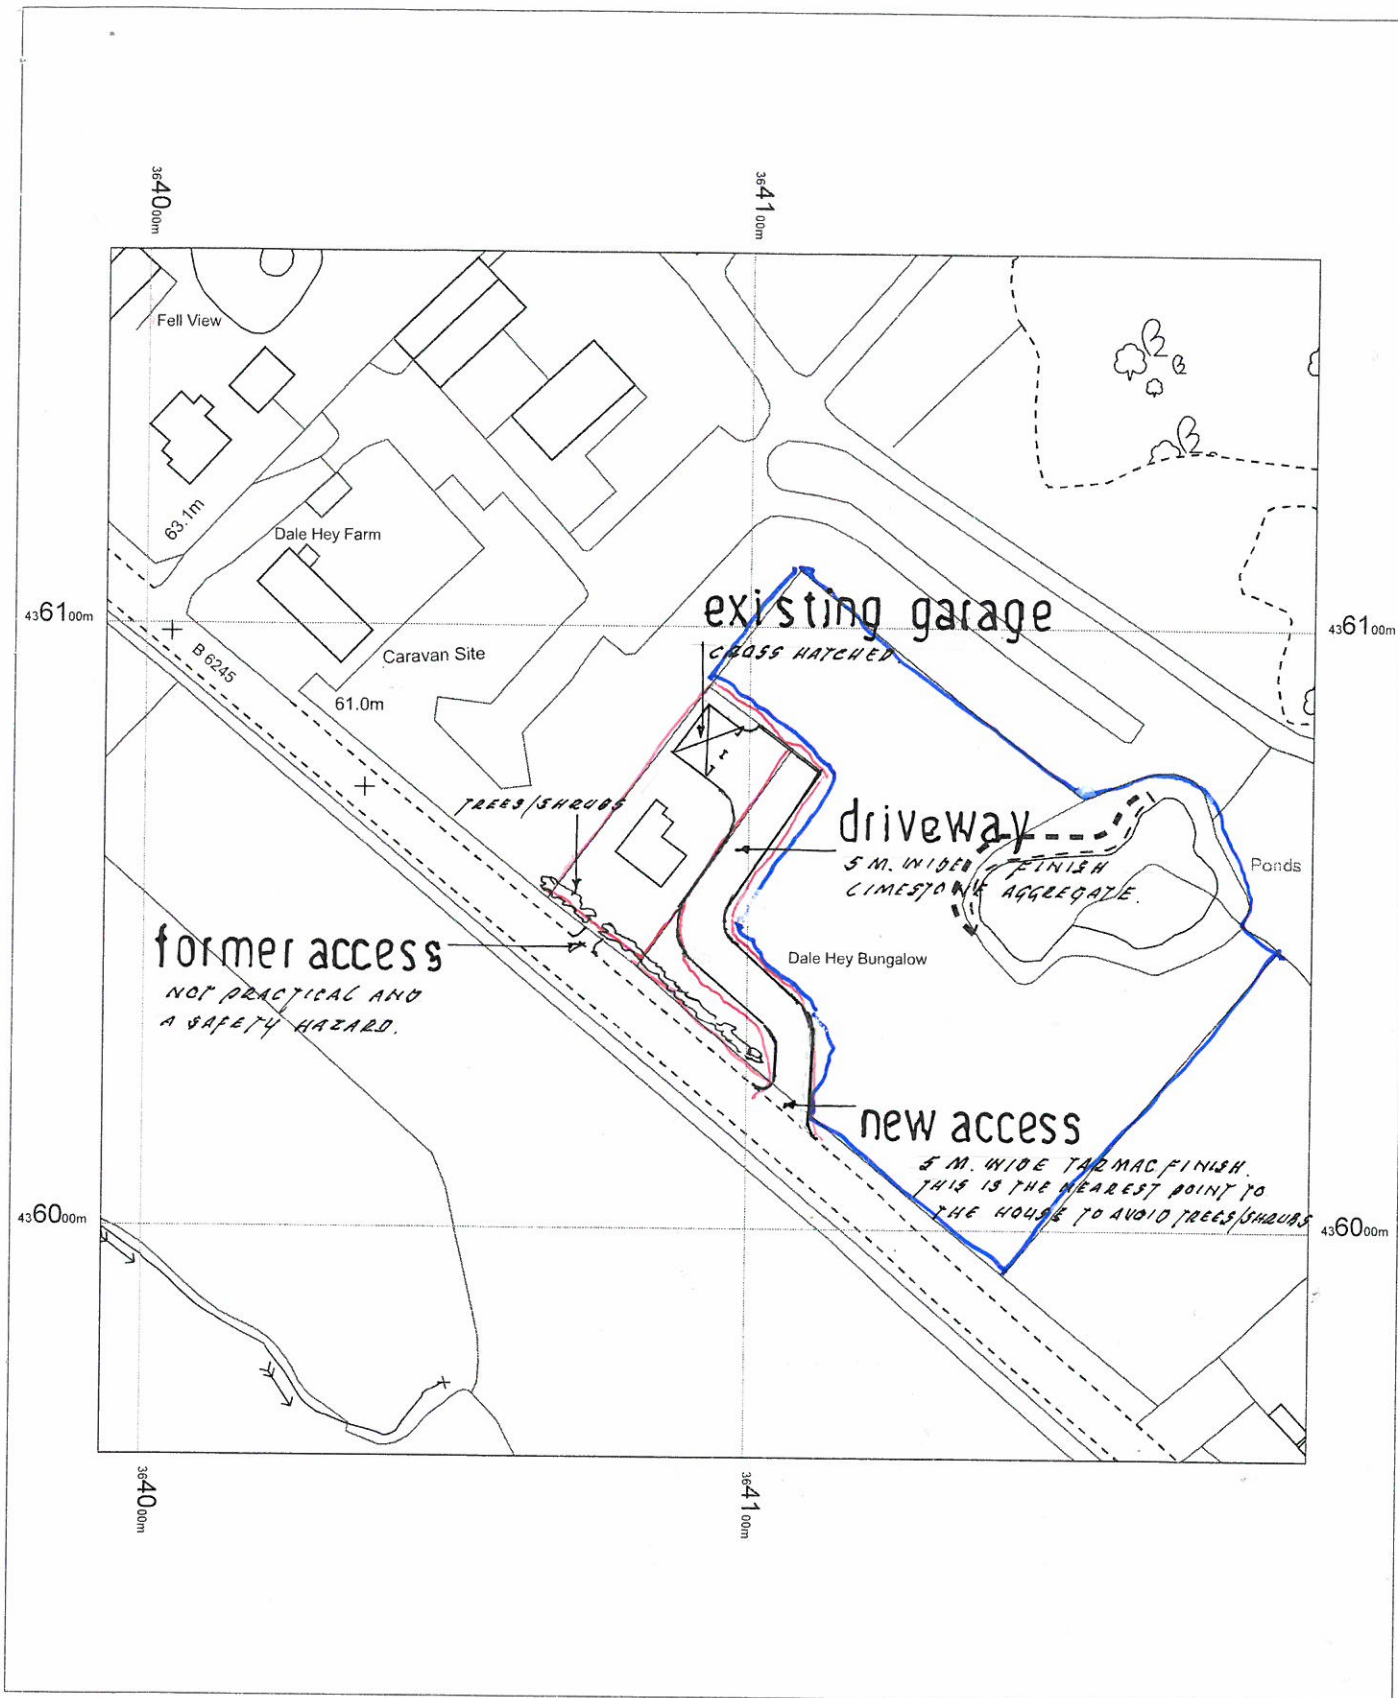 3640 00m
3641 00m
Fell View
63.1m
Dale Hey Farm
4361 00m
existing garage
CROSS HATCHED
4361 00m
B 6245
Caravan Site
61.0m
TREES/SHRUBS
driveway
5 M. WIDE FINISH
LIMESTONE AGGREGATE.
Ponds
former access
NOT PRACTICAL AND
A SAFETY HAZARD.
Dale Hey Bungalow
new access
5 M. WIDE TARMAC FINISH.
THIS IS THE NEAREST POINT TO
THE HOUSE TO AVOID TREES/SHRUBS
4360 00m
4360 00m
3640 00m
3641 00m